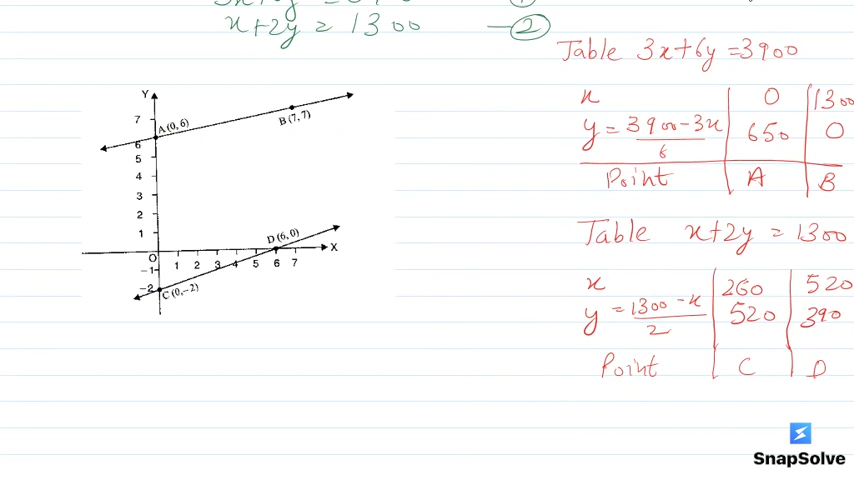 x+2y = 1300 —②
Table 3x+6y=3900
x 0 1300
y = 3900-3x/6 650 0
Point A B
Table x+2y = 1300
x 260 520
y = 1300-x/2 520 390
Point C D
Y
7
A (0, 6)
B (7, 7)
6
5
4
3
2
1
D (6, 0)
O
X
1 2 3 4 5 6 7
-1
-2
C (0,-2)
SnapSolve